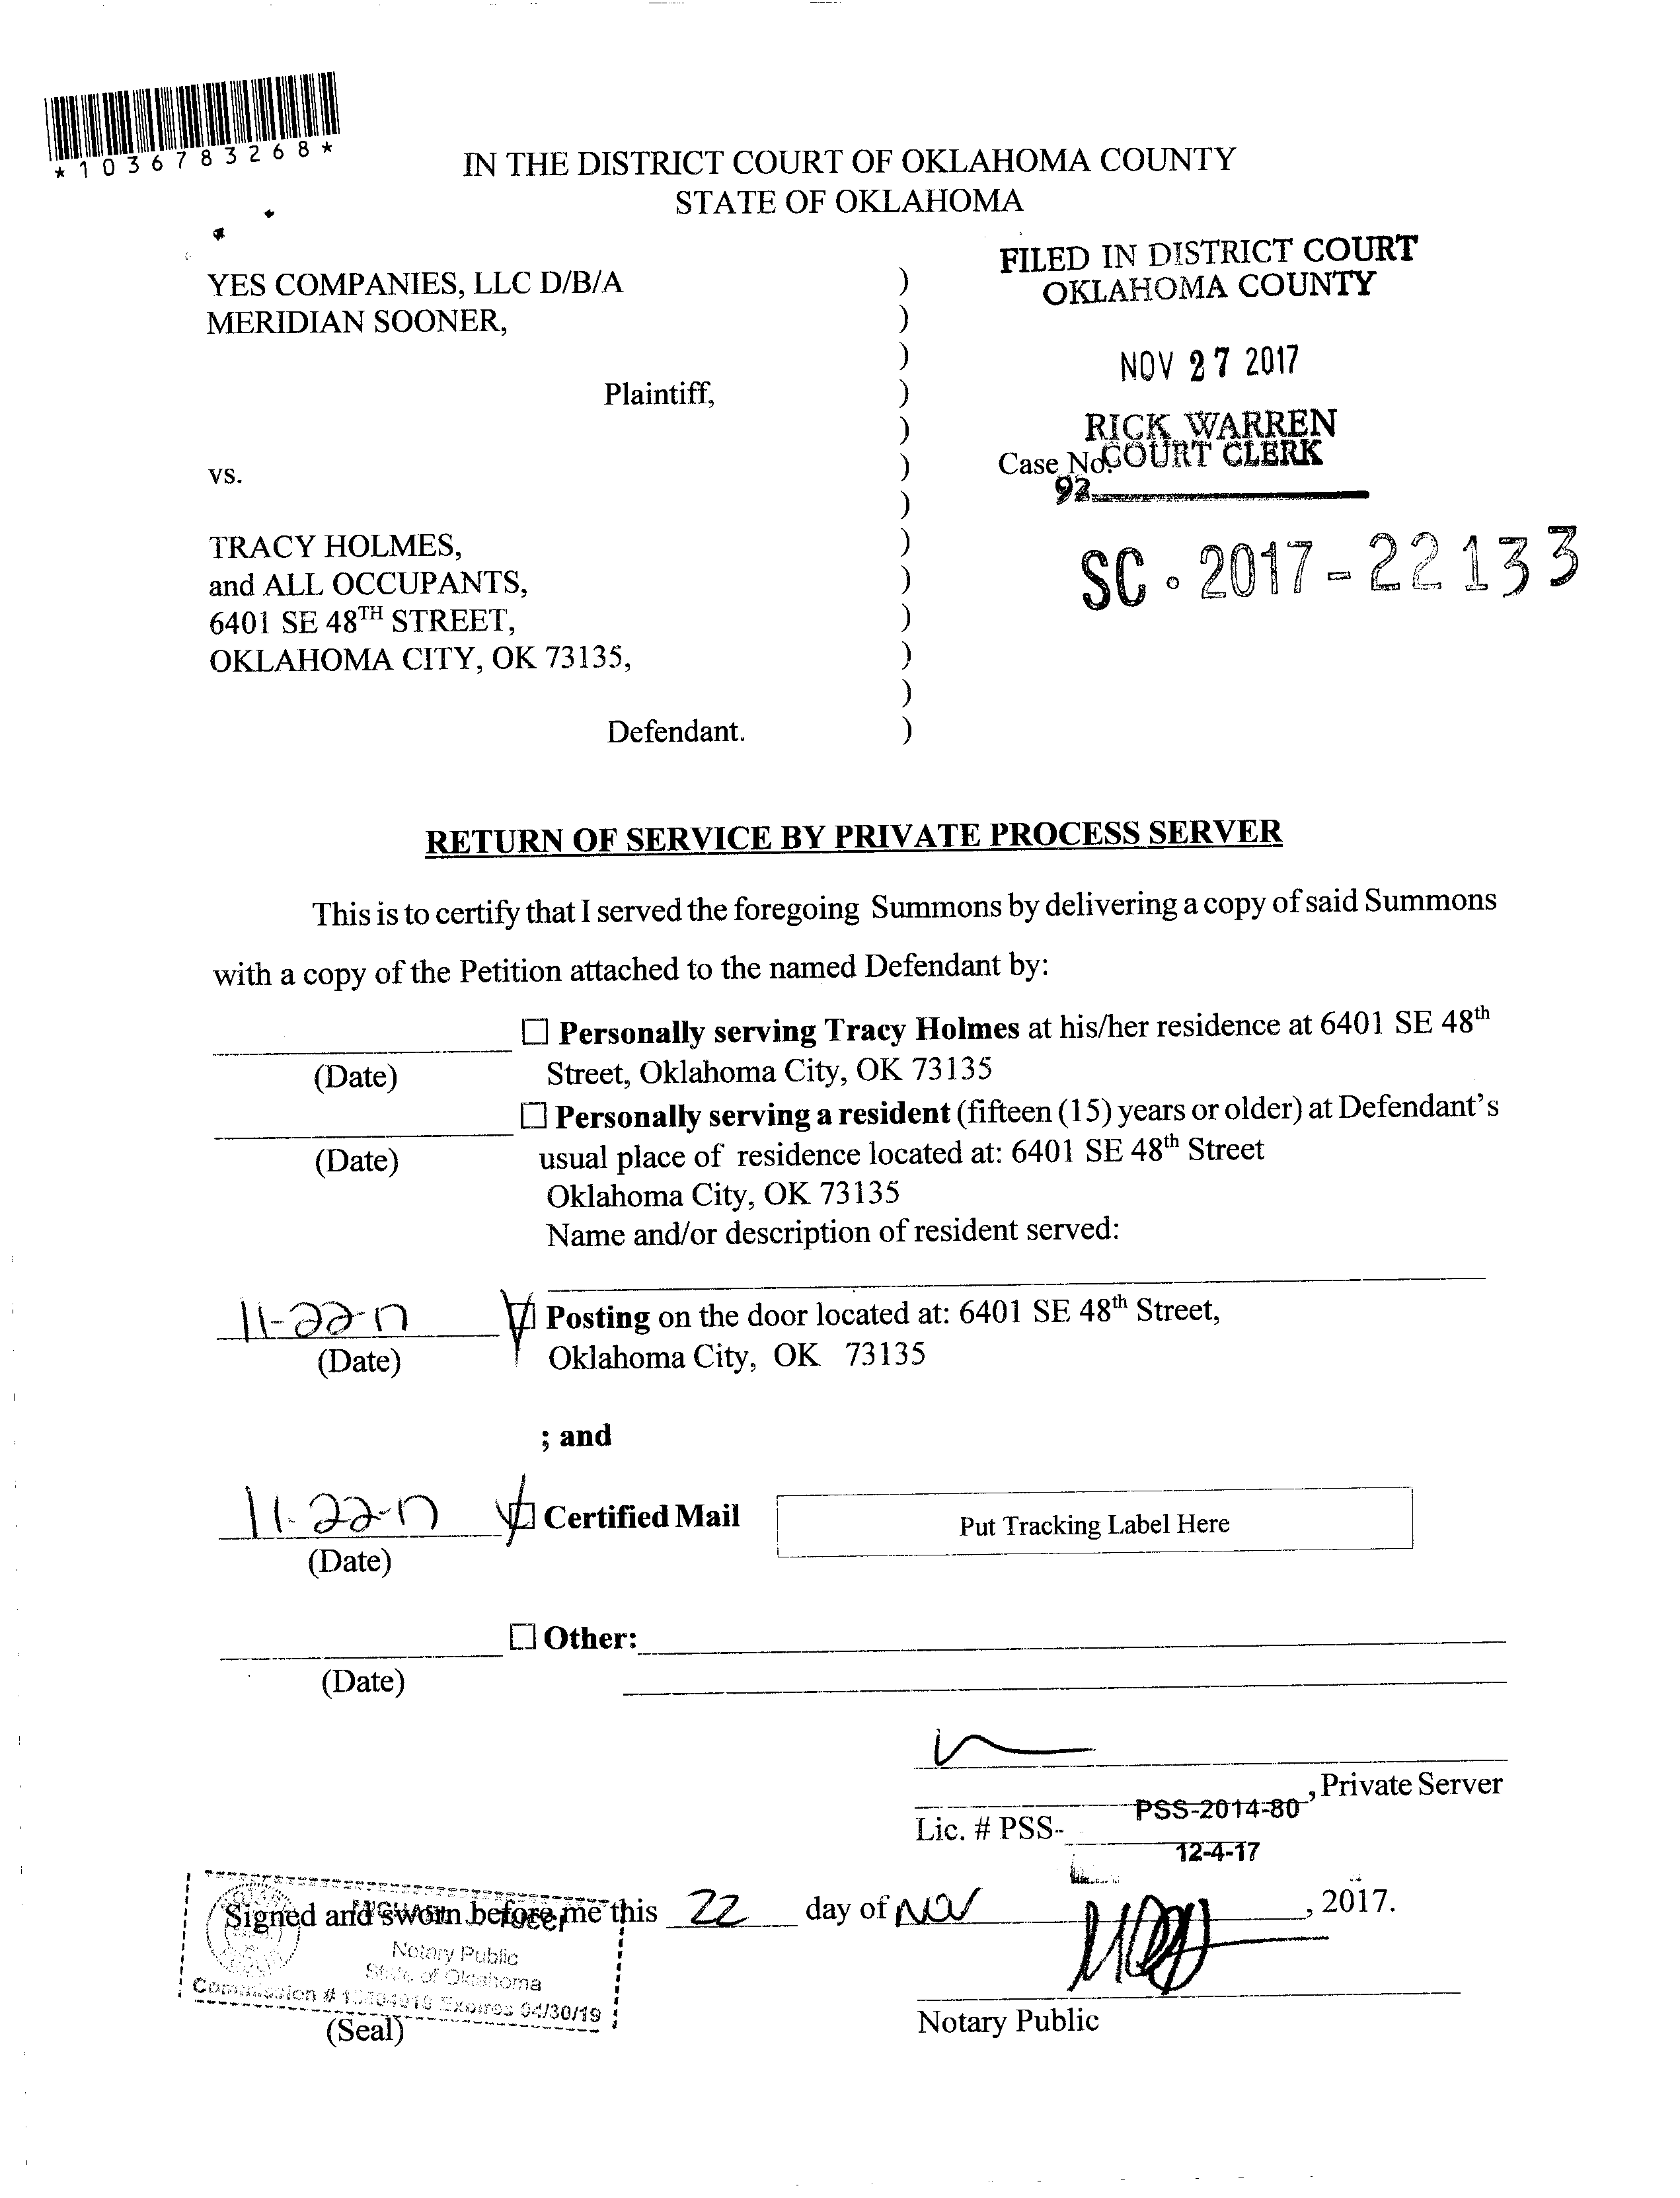 *1036783268*
IN THE DISTRICT COURT OF OKLAHOMA COUNTY
STATE OF OKLAHOMA
FILED IN DISTRICT COURT
OKLAHOMA COUNTY
NOV 27 2017
RICK WARREN
COURT CLERK
Case No.
92
SC - 2017 - 22133
YES COMPANIES, LLC D/B/A )
MERIDIAN SOONER, )
)
Plaintiff, )
)
vs. )
)
TRACY HOLMES, )
and ALL OCCUPANTS, )
6401 SE 48TH STREET, )
OKLAHOMA CITY, OK 73135, )
)
Defendant. )
RETURN OF SERVICE BY PRIVATE PROCESS SERVER
This is to certify that I served the foregoing Summons by delivering a copy of said Summons
with a copy of the Petition attached to the named Defendant by:
☐ Personally serving Tracy Holmes at his/her residence at 6401 SE 48th
(Date) Street, Oklahoma City, OK 73135
☐ Personally serving a resident (fifteen (15) years or older) at Defendant's
(Date) usual place of residence located at: 6401 SE 48th Street
Oklahoma City, OK 73135
Name and/or description of resident served:
11-22-17 Posting on the door located at: 6401 SE 48th Street,
(Date) Oklahoma City, OK 73135
; and
11-22-17 Certified Mail Put Tracking Label Here
(Date)
☐ Other:
(Date)
, Private Server
PSS-2014-80
Lic. # PSS-
12-4-17
Signed and sworn before me this 22 day of Nov, 2017.
Notary Public
State of Oklahoma
Commission # Expires 04/30/19
(Seal)
Notary Public